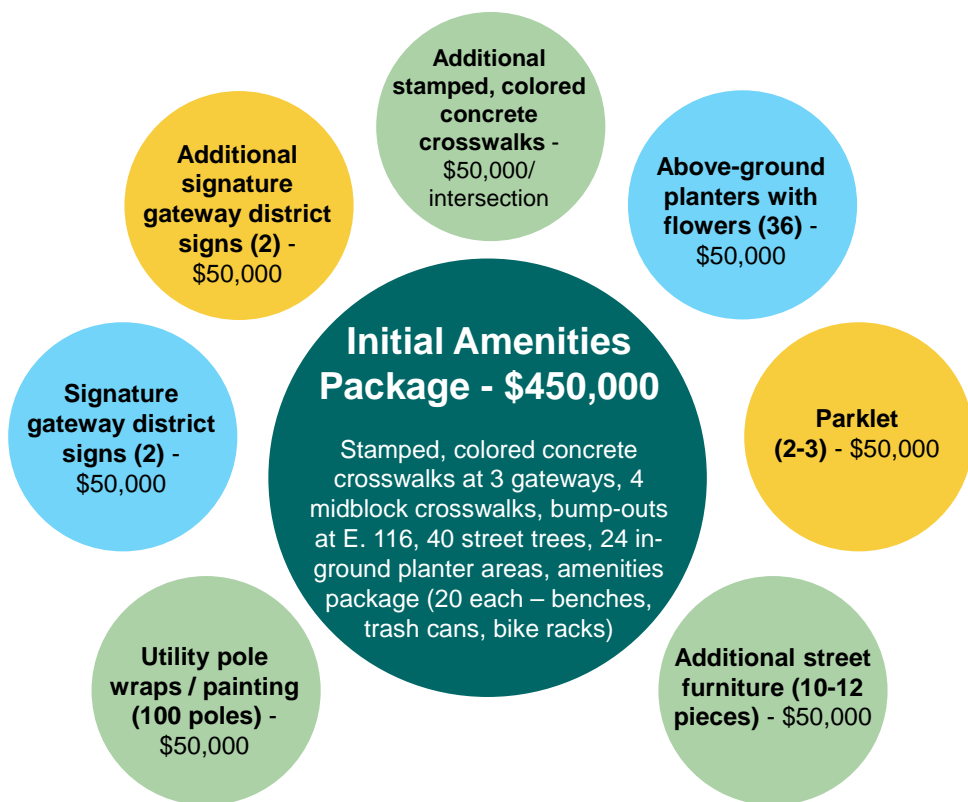 Additional
stamped, colored
concrete
crosswalks -
$50,000/
intersection
Additional
signature
gateway district
signs (2) -
$50,000
Above-ground
planters with
flowers (36) -
$50,000
Initial Amenities
Package - $450,000
Stamped, colored concrete
crosswalks at 3 gateways, 4
midblock crosswalks, bump-outs
at E. 116, 40 street trees, 24 in-
ground planter areas, amenities
package (20 each – benches,
trash cans, bike racks)
Signature
gateway district
signs (2) -
$50,000
Parklet
(2-3) - $50,000
Utility pole
wraps / painting
(100 poles) -
$50,000
Additional street
furniture (10-12
pieces) - $50,000